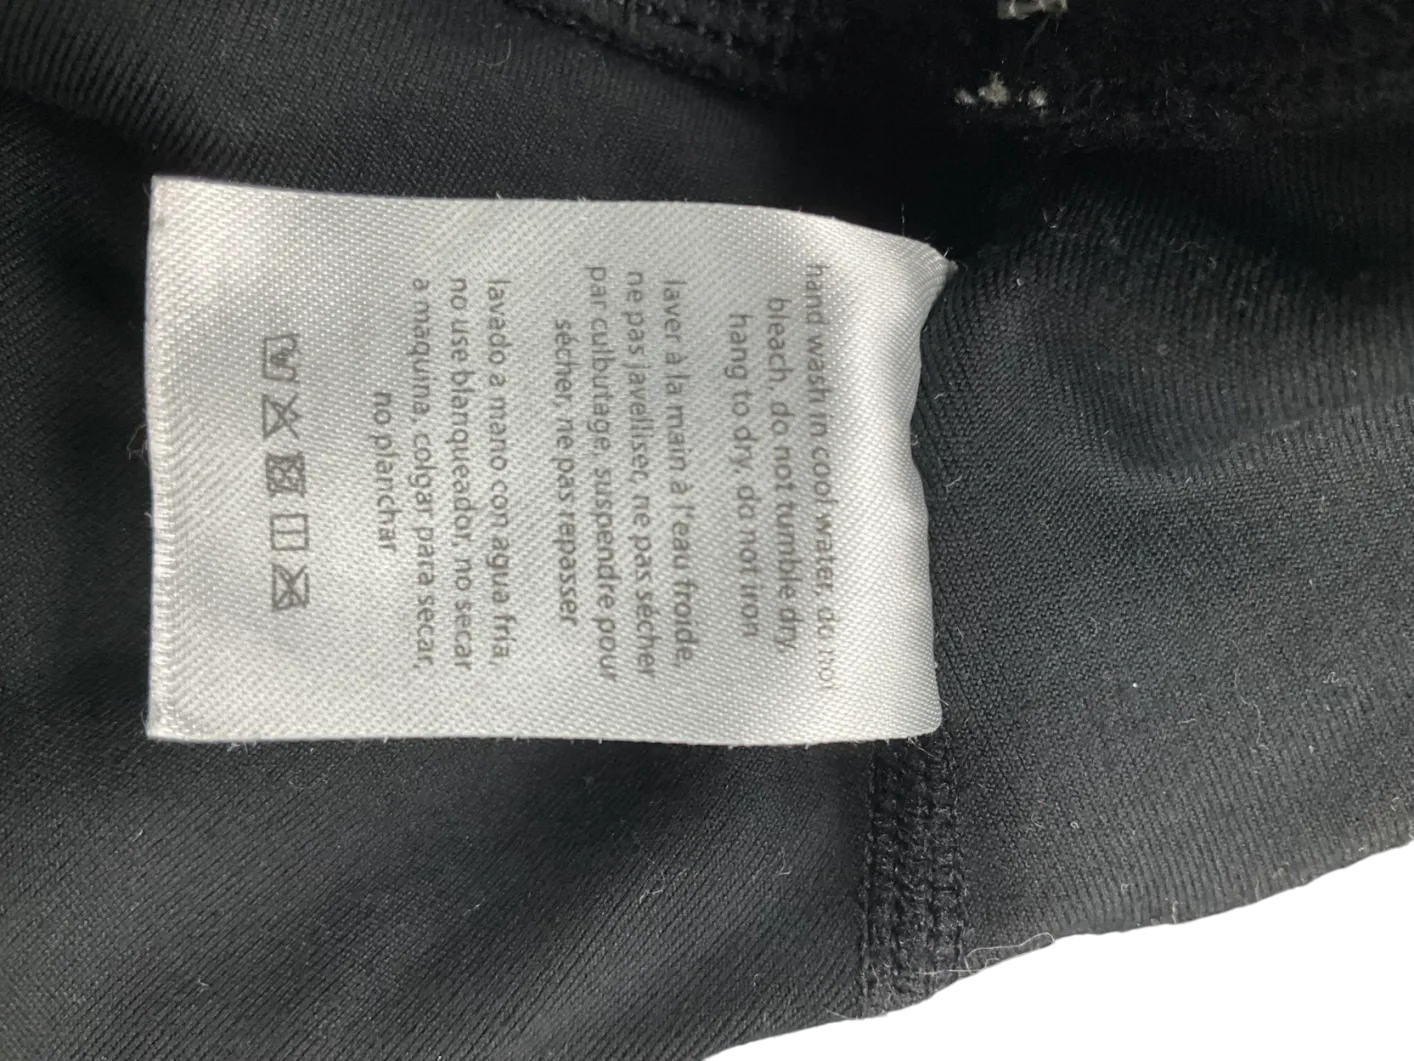 hand wash in cool water, do not
bleach, do not tumble dry,
hang to dry, do not iron
laver à la main à l'eau froide,
ne pas javelliser, ne pas sécher
par culbutage, suspendre pour
sécher, ne pas repasser
lavado a mano con agua fria,
no use blanqueador, no secar
a maquina, colgar para secar,
no planchar